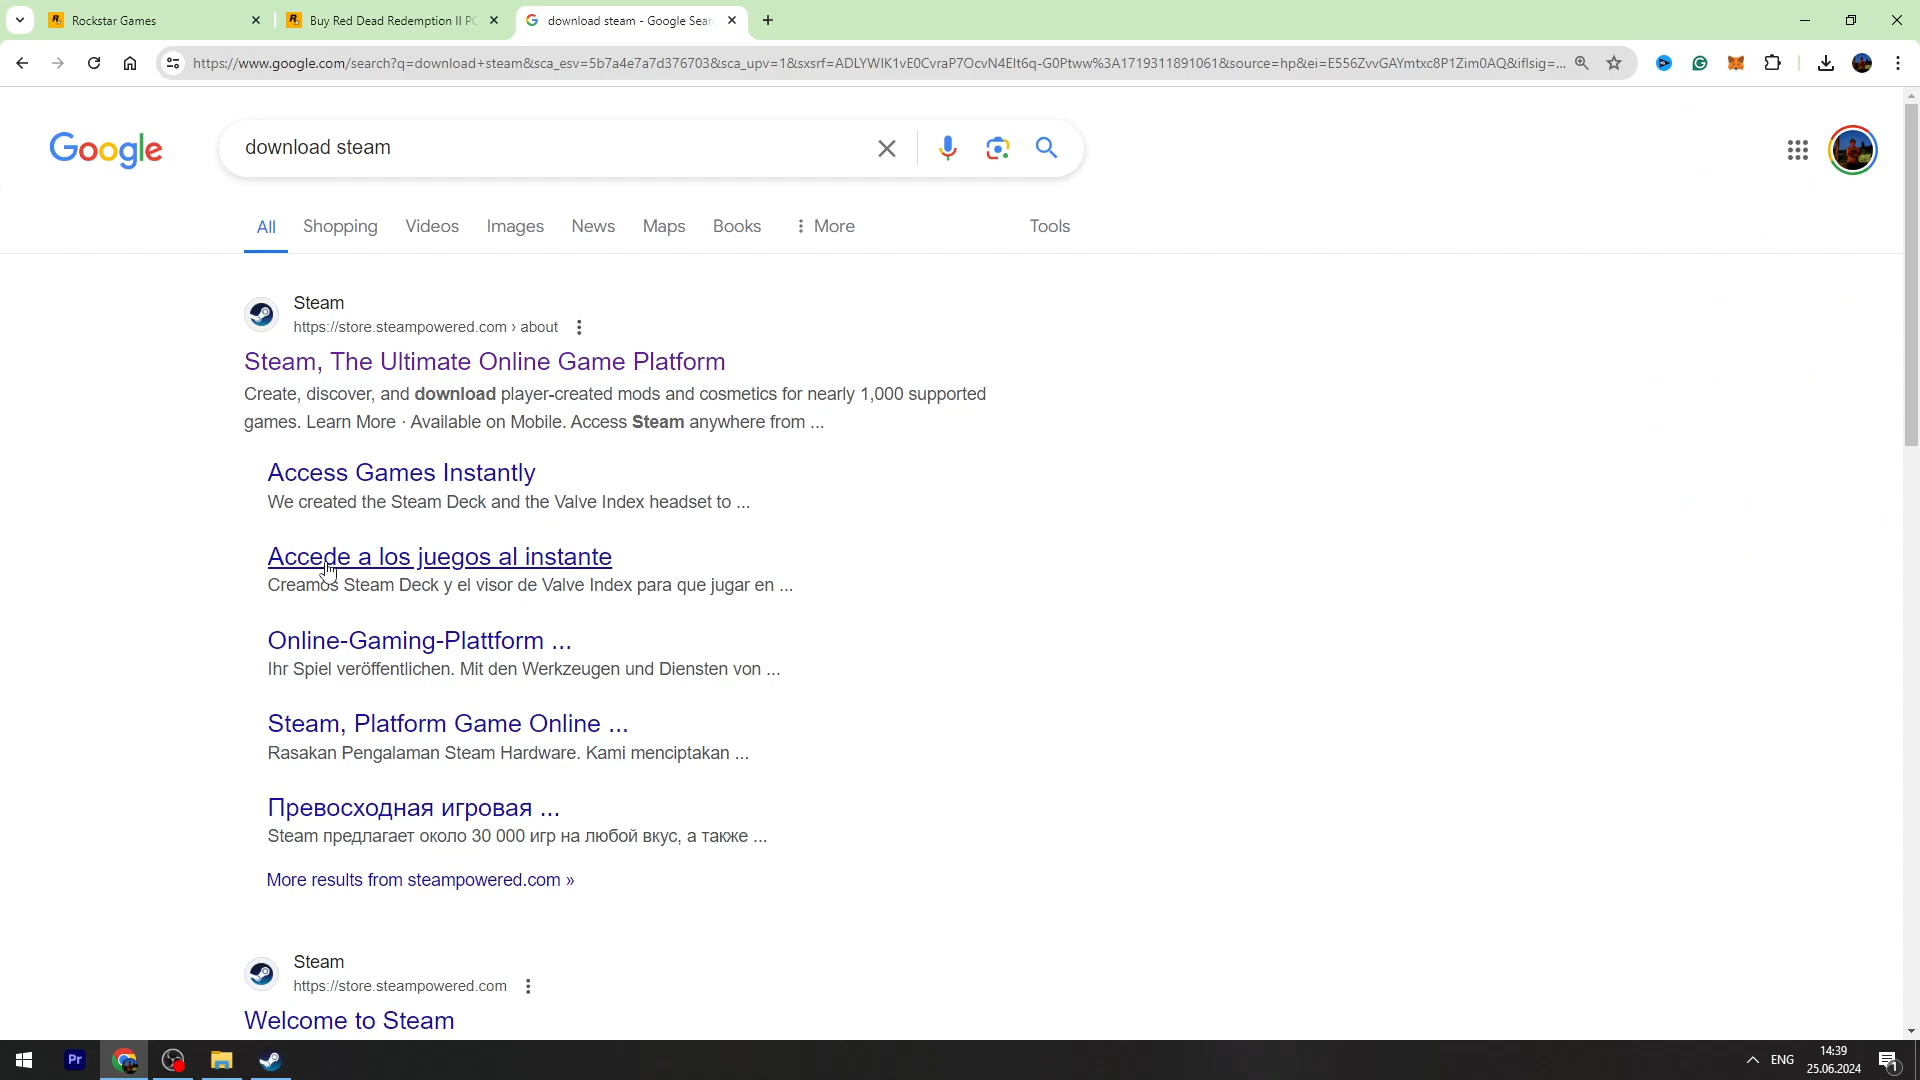 Rockstar Games
Buy Red Dead Redemption II PC
download steam - Google Sear
https://www.google.com/search?q=download+steam&sca_esv=5b7a4e7a7d376703&sca_upv=1&sxsrf=ADLYWIK1vE0CvraP7OcvN4EIt6q-G0Ptww%3A1719311891061&source=hp&ei=E556ZvvGAYmtxc8P1Zim0AQ&iflsig=...
Google
download steam
All
Shopping
Videos
Images
News
Maps
Books
More
Tools
Steam
https://store.steampowered.com › about
Steam, The Ultimate Online Game Platform
Create, discover, and download player-created mods and cosmetics for nearly 1,000 supported
games. Learn More · Available on Mobile. Access Steam anywhere from ...
Access Games Instantly
We created the Steam Deck and the Valve Index headset to ...
Accede a los juegos al instante
Creamos Steam Deck y el visor de Valve Index para que jugar en ...
Online-Gaming-Plattform ...
Ihr Spiel veröffentlichen. Mit den Werkzeugen und Diensten von ...
Steam, Platform Game Online ...
Rasakan Pengalaman Steam Hardware. Kami menciptakan ...
Превосходная игровая ...
Steam предлагает около 30 000 игр на любой вкус, а также ...
More results from steampowered.com »
Steam
https://store.steampowered.com
Welcome to Steam
Pr
ENG
14:39
25.06.2024
1